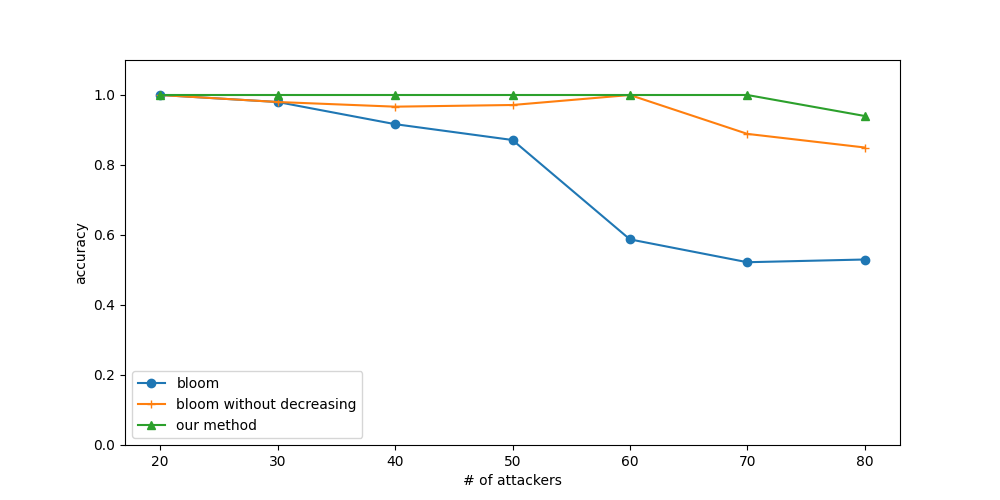 1.0
0.8
0.6
0.4
0.2
0.0
accuracy
bloom
bloom without decreasing
our method
20 30 40 50 60 70 80
# of attackers